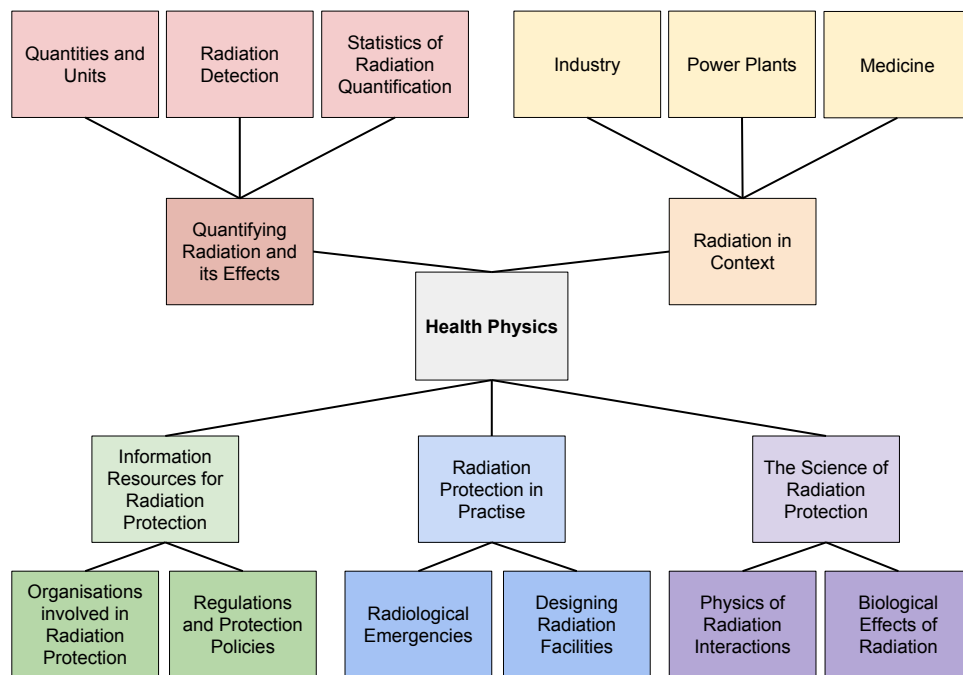 Quantities and
Units
Radiation
Detection
Statistics of
Radiation
Quantification
Industry
Power Plants
Medicine
Quantifying
Radiation and
its Effects
Radiation in
Context
Health Physics
Information
Resources for
Radiation
Protection
Radiation
Protection in
Practise
The Science of
Radiation
Protection
Organisations
involved in
Radiation
Protection
Regulations
and Protection
Policies
Radiological
Emergencies
Designing
Radiation
Facilities
Physics of
Radiation
Interactions
Biological
Effects of
Radiation